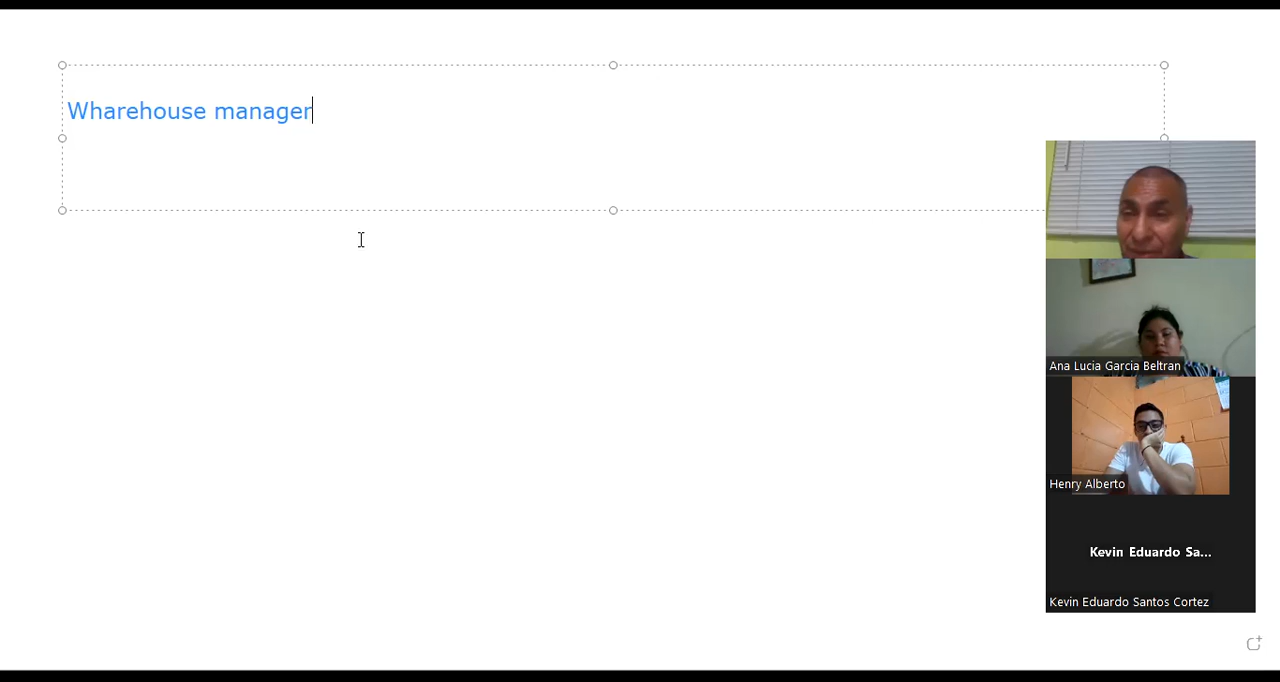 Wharehouse manager
Ana Lucia Garcia Beltran
Henry Alberto
Kevin Eduardo Sa...
Kevin Eduardo Santos Cortez